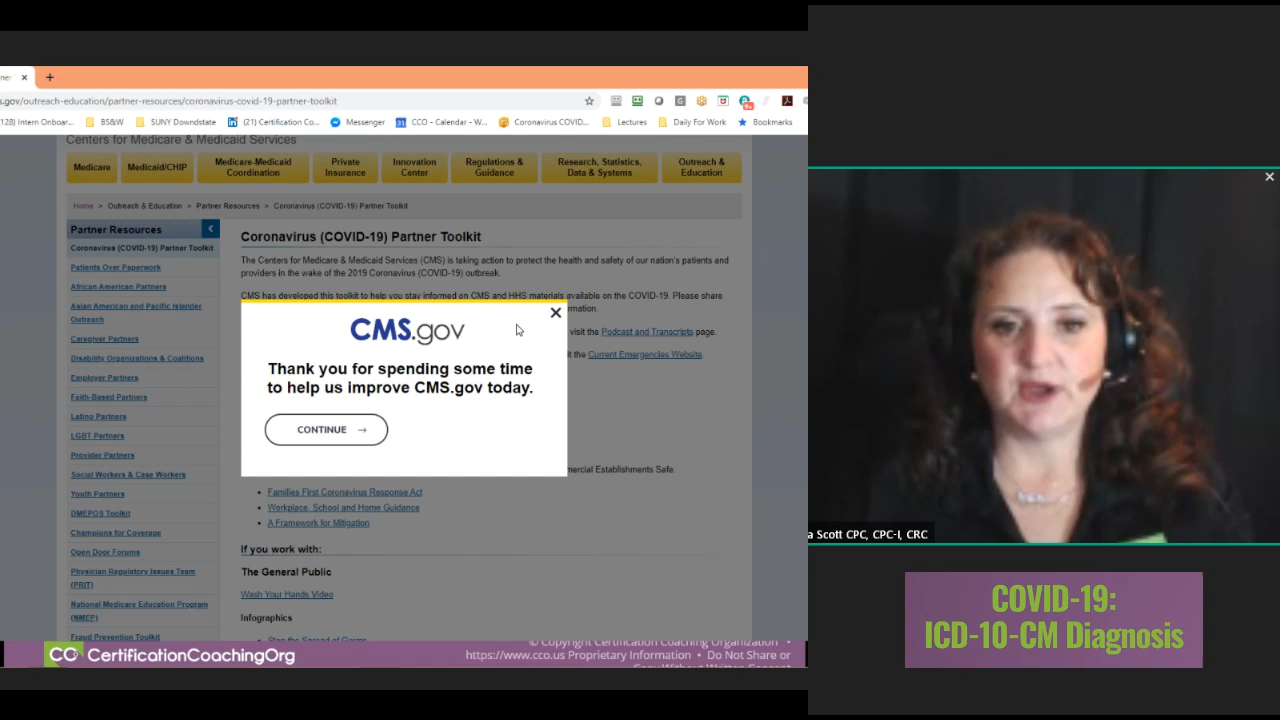 s.gov/outreach-education/partner-resources/coronavirus-covid-19-partner-toolkit
(128) Intern Onboar... BS&W SUNY Downstate (21) Certification Co... Messenger CCO - Calendar - W... Coronavirus COVID... Lectures Daily For Work Bookmarks
Centers for Medicare & Medicaid Services
Medicare Medicaid/CHIP Medicare-Medicaid Coordination Private Insurance Innovation Center Regulations & Guidance Research, Statistics, Data & Systems Outreach & Education
Home > Outreach & Education > Partner Resources > Coronavirus (COVID-19) Partner Toolkit
Partner Resources
Coronavirus (COVID-19) Partner Toolkit
Patients Over Paperwork
African American Partners
Asian American and Pacific Islander
Outreach
Caregiver Partners
Disability Organizations & Coalitions
Employer Partners
Faith-Based Partners
Latino Partners
LGBT Partners
Provider Partners
Social Workers & Case Workers
Youth Partners
DMEPOS Toolkit
Champions for Coverage
Open Door Forums
Physician Regulatory Issues Team
(PRIT)
National Medicare Education Program
(NMEP)
Fraud Prevention Toolkit
Coronavirus (COVID-19) Partner Toolkit
The Centers for Medicare & Medicaid Services (CMS) is taking action to protect the health and safety of our nation's patients and
providers in the wake of the 2019 Coronavirus (COVID-19) outbreak.
CMS has developed this toolkit to help you stay informed on CMS and HHS materials available on the COVID-19. Please share
visit the Podcast and Transcripts page.
the Current Emergencies Website.
CMS.gov
Thank you for spending some time
to help us improve CMS.gov today.
CONTINUE →
Establishments Safe.
• Families First Coronavirus Response Act
• Workplace, School and Home Guidance
• A Framework for Mitigation
If you work with:
The General Public
Wash Your Hands Video
Infographics
• Stop the Spread of Germs
CC CertificationCoachingOrg
© Copyright Certification Coaching Organization •
https://www.cco.us Proprietary Information • Do Not Share or
Copy Without Written Consent
a Scott CPC, CPC-I, CRC
COVID-19:
ICD-10-CM Diagnosis